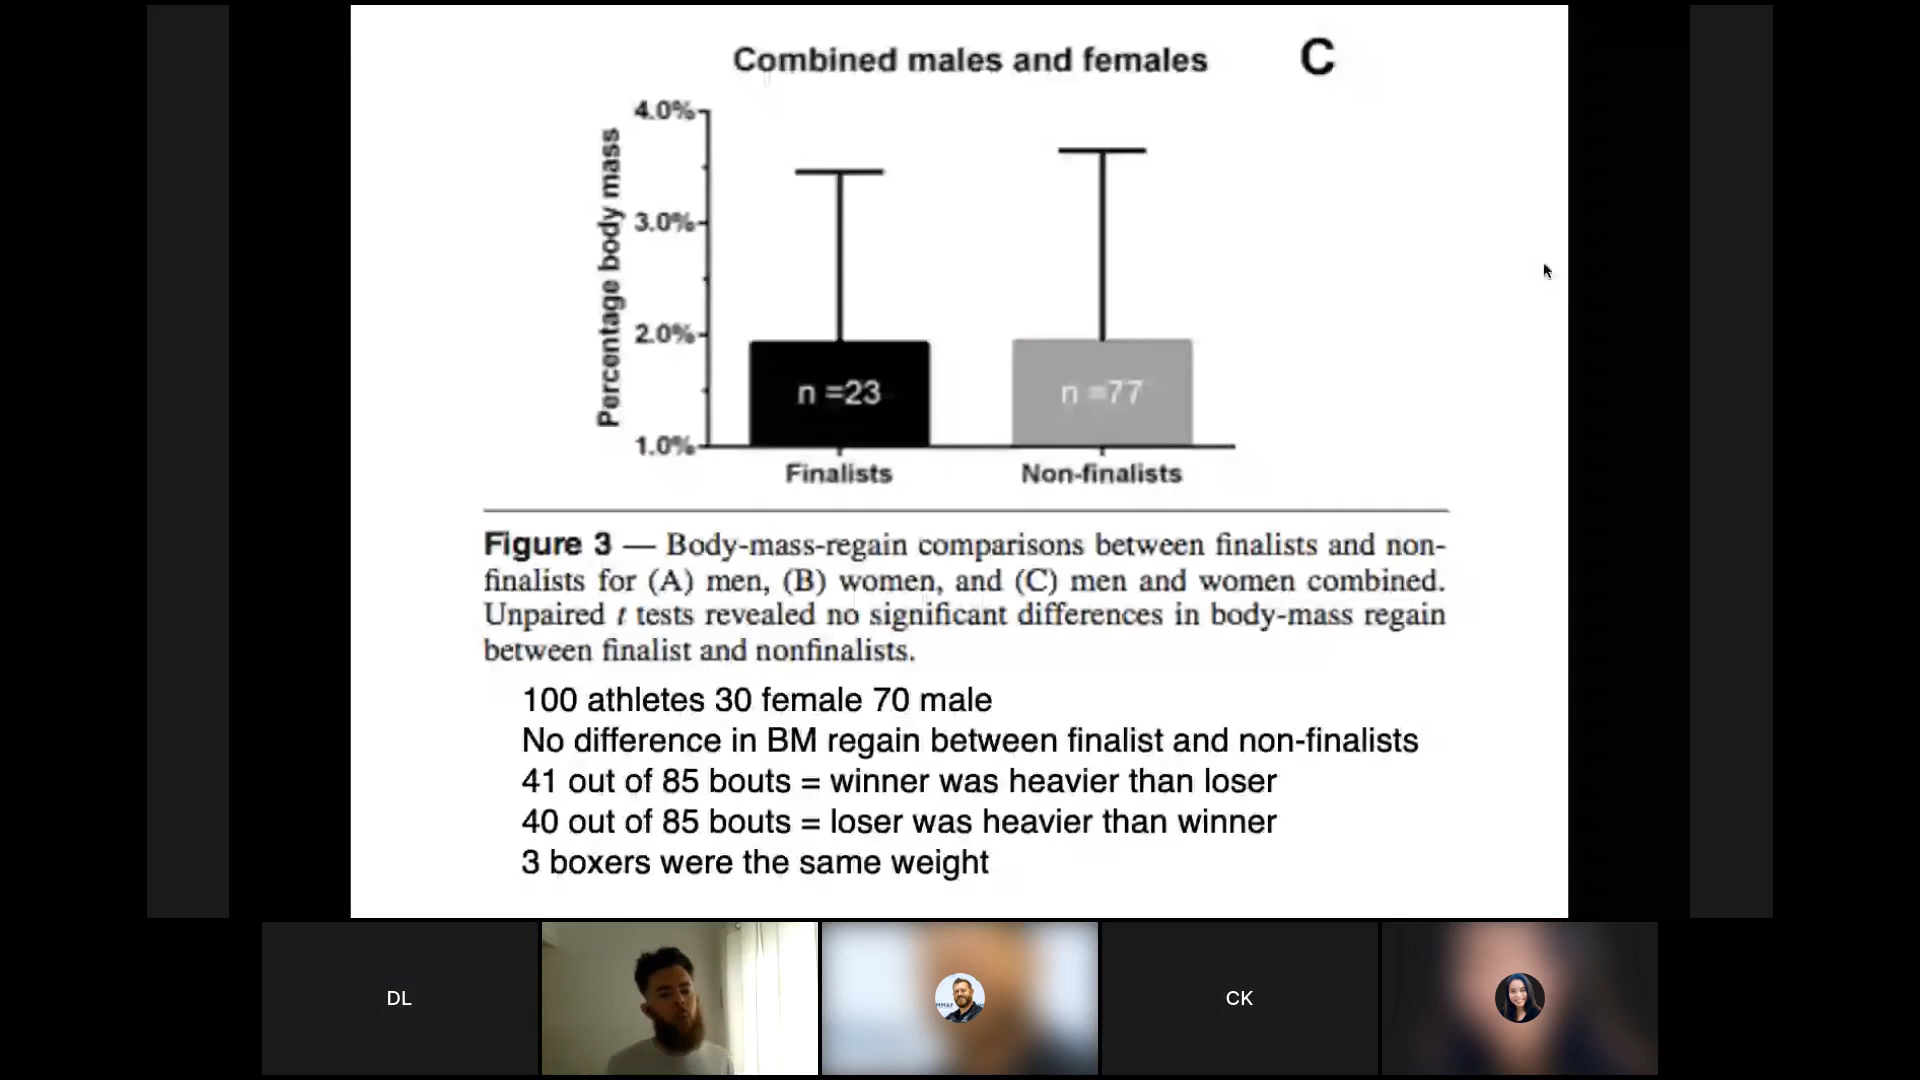 Combined males and females
C
Percentage body mass
4.0%
3.0%
2.0%
1.0%
n =23
n =77
Finalists
Non-finalists
Figure 3 — Body-mass-regain comparisons between finalists and non-
finalists for (A) men, (B) women, and (C) men and women combined.
Unpaired t tests revealed no significant differences in body-mass regain
between finalist and nonfinalists.
100 athletes 30 female 70 male
No difference in BM regain between finalist and non-finalists
41 out of 85 bouts = winner was heavier than loser
40 out of 85 bouts = loser was heavier than winner
3 boxers were the same weight
DL
CK